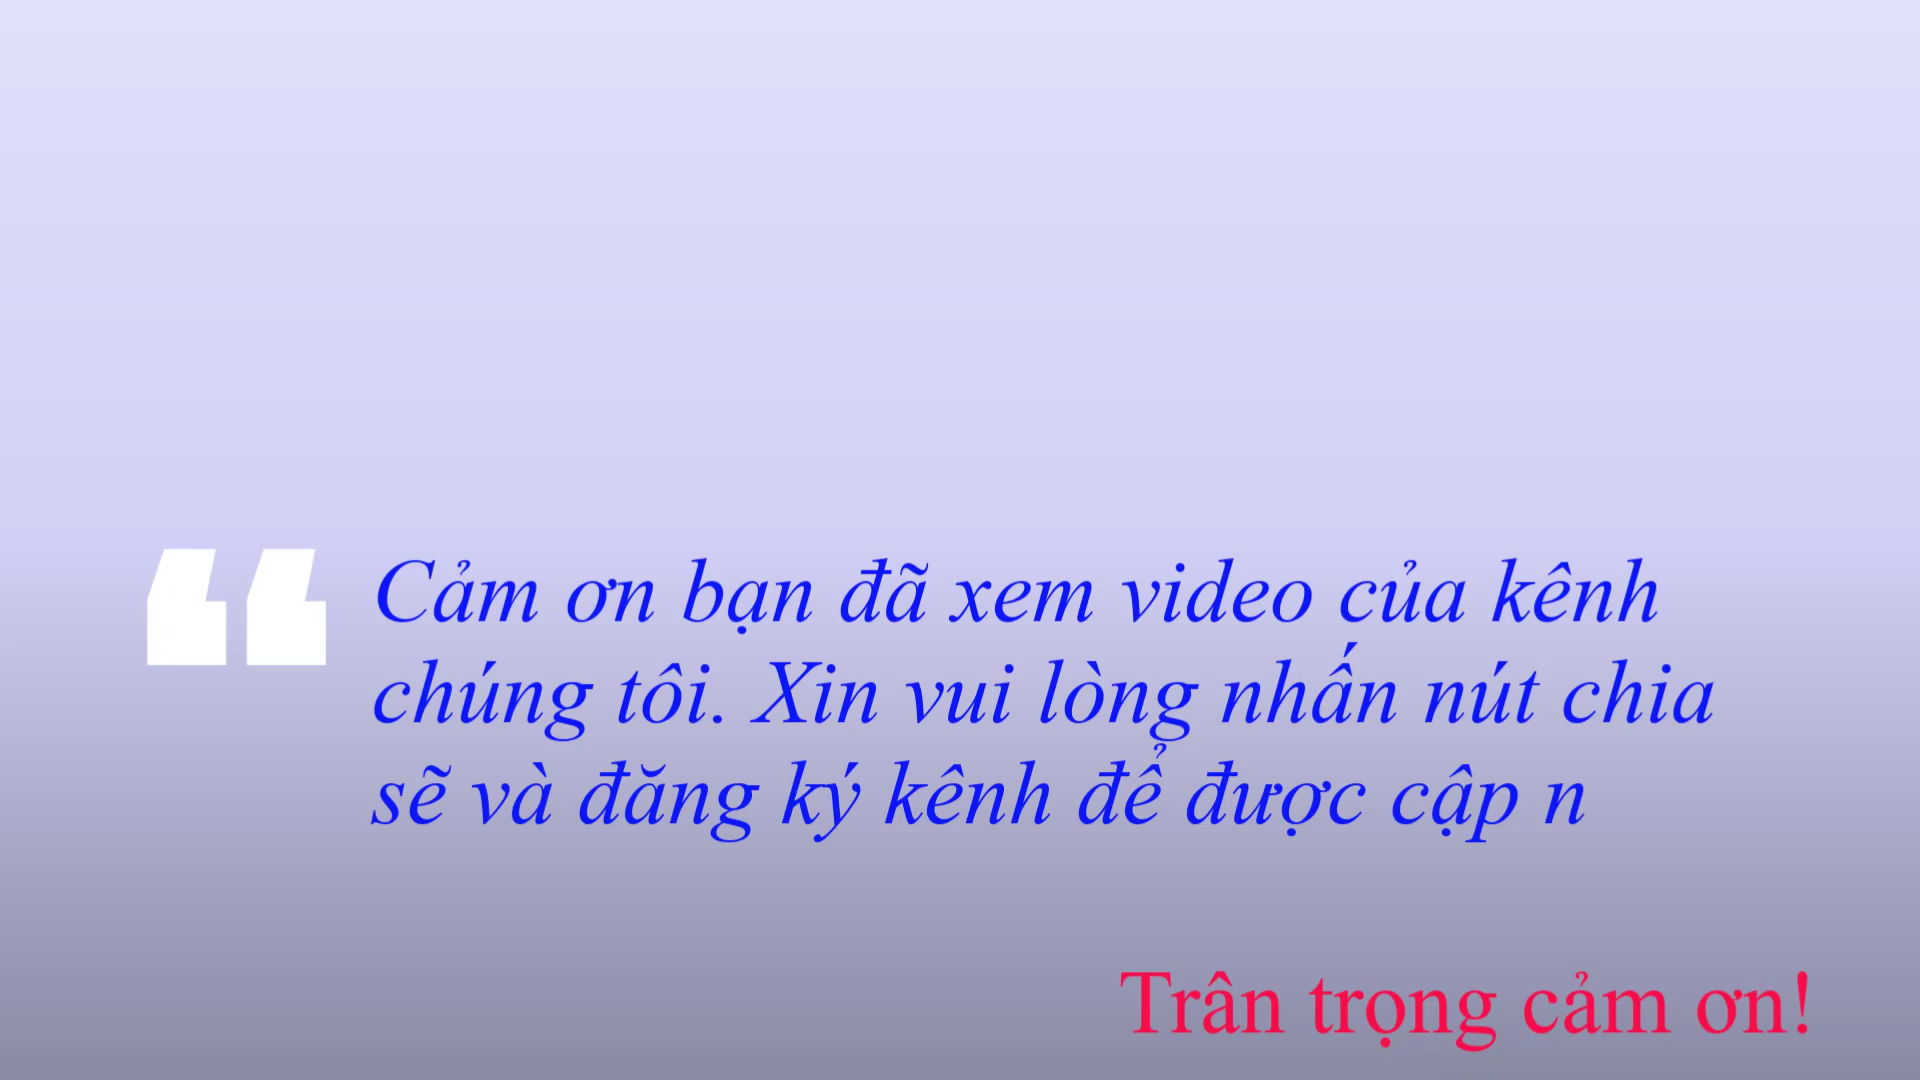 Cảm ơn bạn đã xem video của kênh
chúng tôi. Xin vui lòng nhấn nút chia
sẽ và đăng ký kênh để được cập n
Trân trọng cảm ơn!